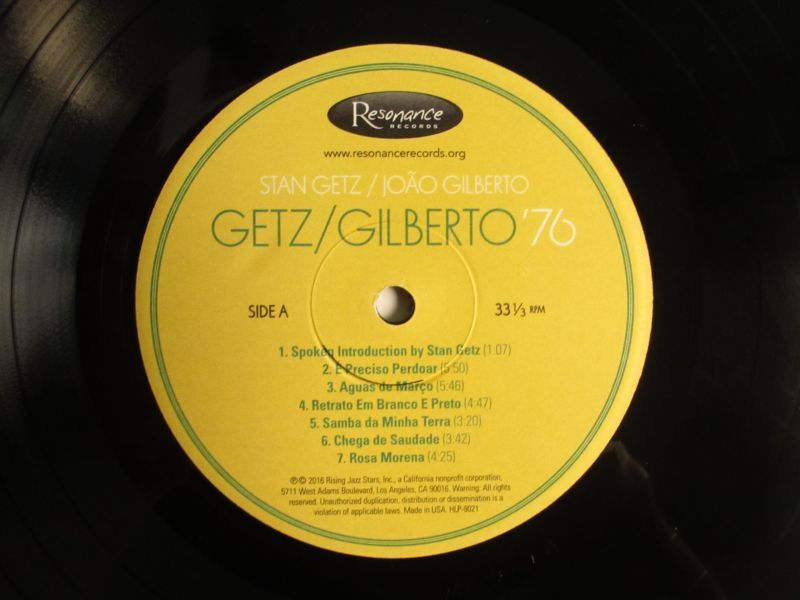 Resonance
RECORDS
www.resonancerecords.org
STAN GETZ / JOÃO GILBERTO
GETZ/GILBERTO '76
SIDE A
33 1/3 RPM
1. Spoken Introduction by Stan Getz (1:07)
2. É Preciso Perdoar (5:50)
3. Aguas de Março (5:46)
4. Retrato Em Branco E Preto (4:47)
5. Samba da Minha Terra (3.20)
6. Chega de Saudade (3:42)
7. Rosa Morena (4:25)
℗© 2016 Rising Jazz Stars, Inc., a California nonprofit corporation,
5711 West Adams Boulevard, Los Angeles, CA 90016. Warning: All rights
reserved. Unauthorized duplication, distribution or dissemination is a
violation of applicable laws. Made in USA. HLP-9021